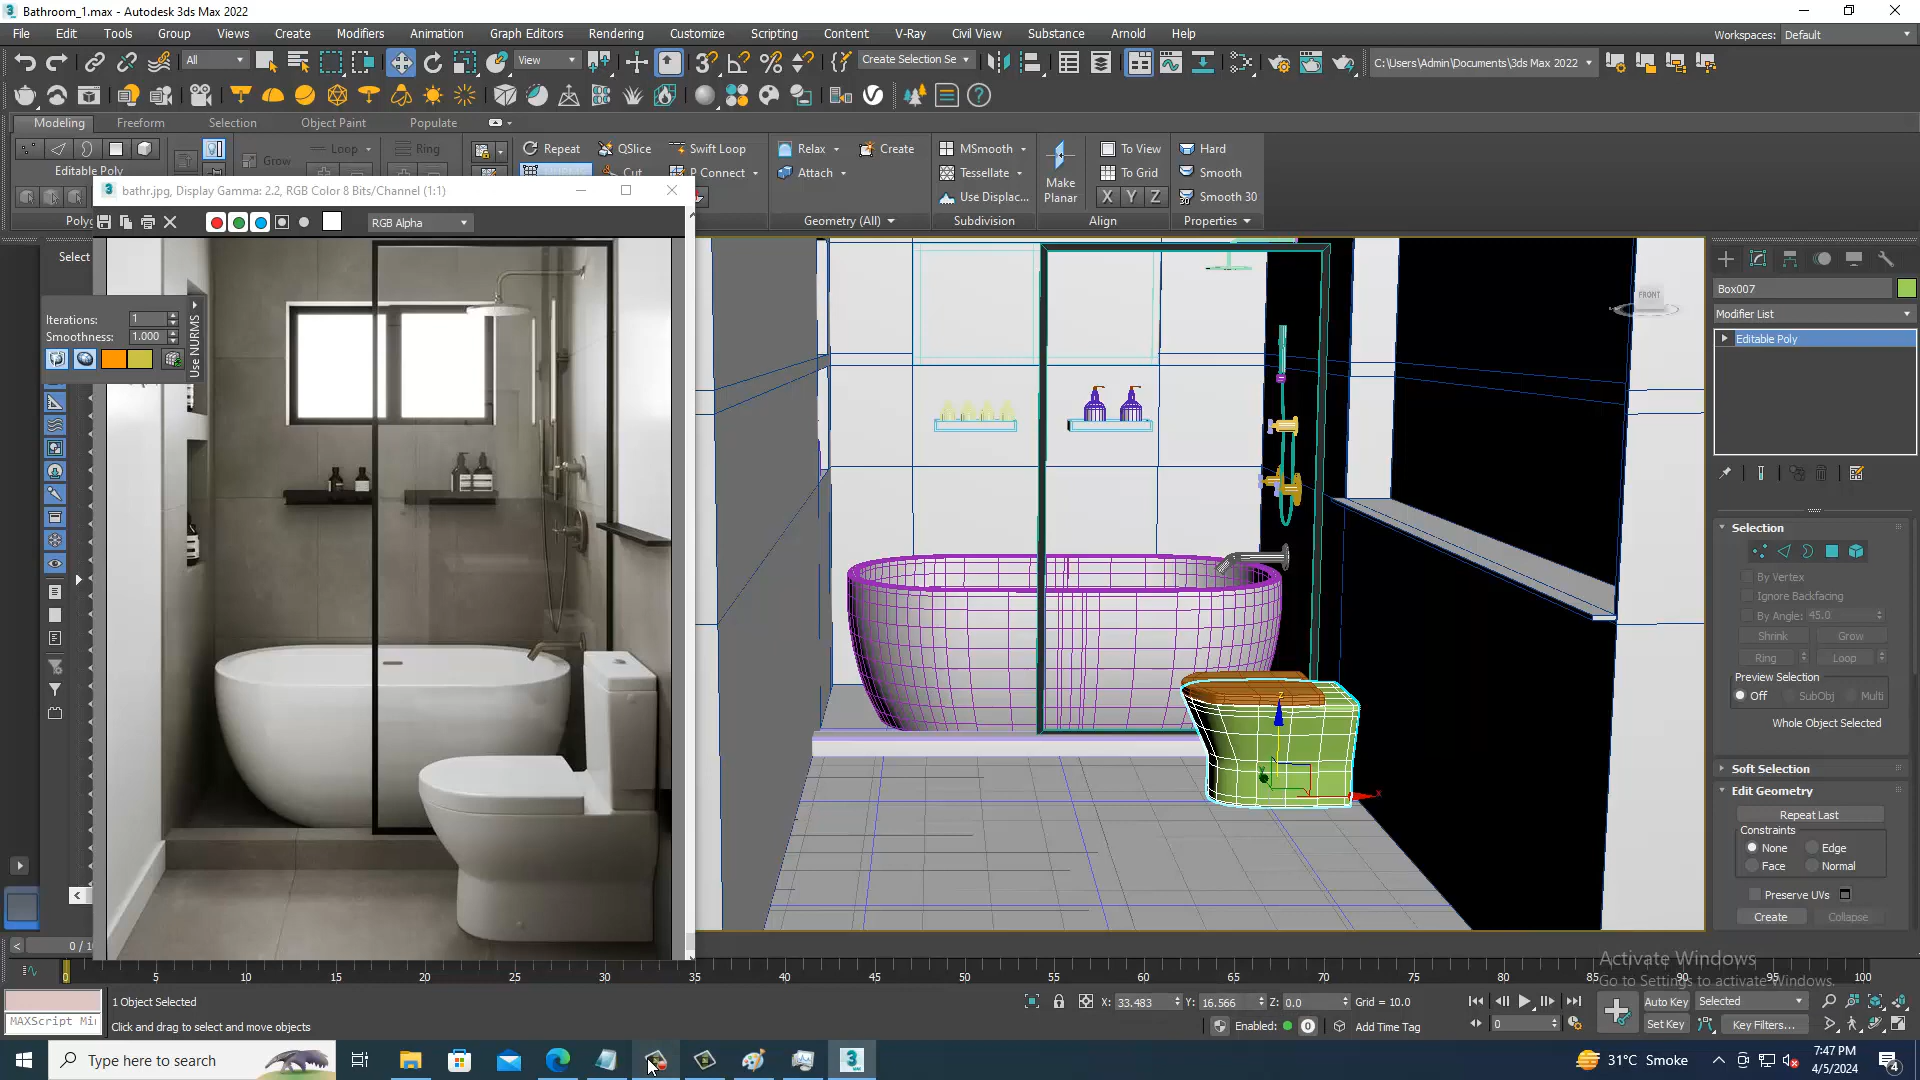 Bathroom_1.max - Autodesk 3ds Max 2022
File Edit Tools Group Views Create Modifiers Animation Graph Editors Rendering Customize Scripting Content V-Ray Civil View Substance Arnold Help
Workspaces: Default
All
View
Create Selection Se
C:\Users\Admin\Documents\3ds Max 2022
Modeling Freeform Selection Object Paint Populate
Loop Ring Repeat QSlice Swift Loop Relax Create MSmooth To View Hard
Grow
Editable Poly
Cut P Connect Attach Tessellate Make Planar To Grid Smooth
Use Displac... X Y Z Smooth 30
Geometry (All) Subdivision Align Properties
bathr.jpg, Display Gamma: 2.2, RGB Color 8 Bits/Channel (1:1)
RGB Alpha
Select
Iterations: 1
Smoothness: 1.000
Use NURMS
FRONT
z
x
Box007
Modifier List
Editable Poly
Selection
By Vertex
Ignore Backfacing
By Angle: 45.0
Shrink Grow
Ring Loop
Preview Selection
Off SubObj Multi
Whole Object Selected
Soft Selection
Edit Geometry
Repeat Last
Constraints
None Edge
Face Normal
Preserve UVs
Create Collapse
Activate Windows
Go to Settings to activate Windows.
0 5 10 15 20 25 30 35 40 45 50 55 60 65 70 75 80 85 90 95 100
1 Object Selected
X: 33.483 Y: 16.566 Z: 0.0 Grid = 10.0
Auto Key Selected
MAXScript Mi
Click and drag to select and move objects
Enabled: 0 Add Time Tag
0
Set Key Key Filters...
Type here to search
31°C Smoke
7:47 PM
4/5/2024
4